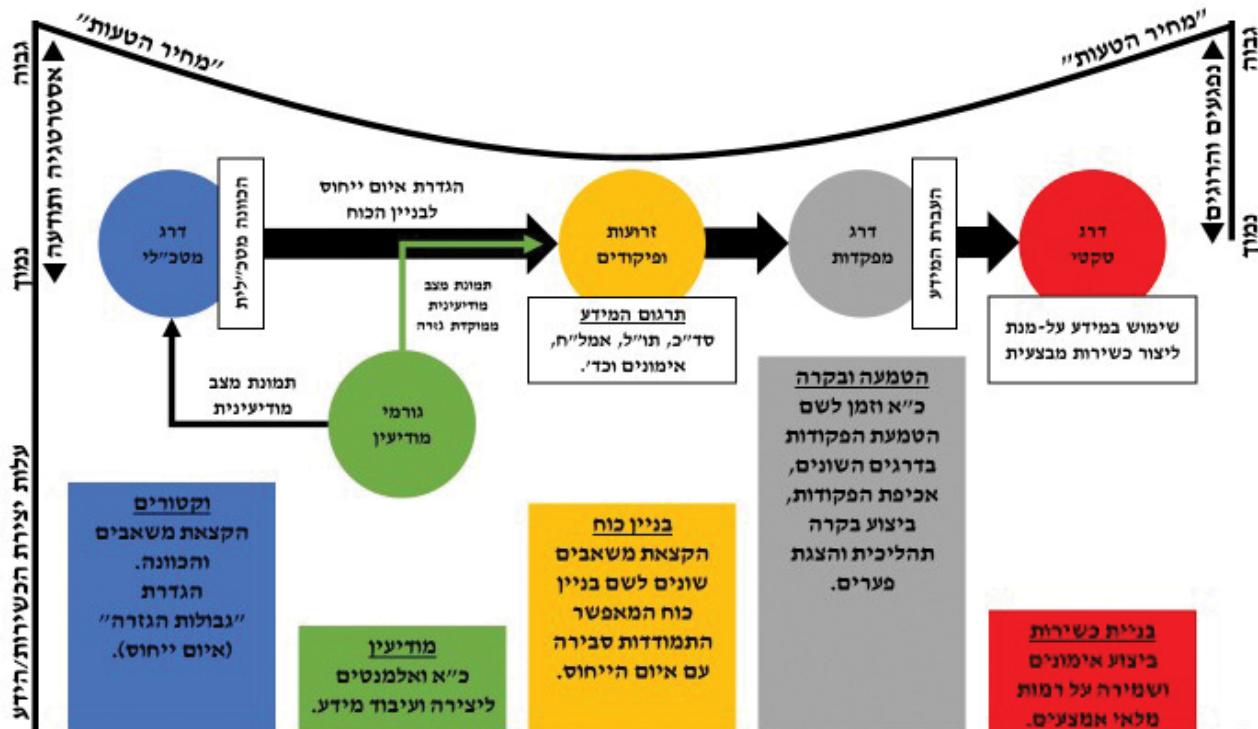 "מחיר הטעות"
"מחיר הטעות"
גבוה
נמוך
אסטרטגיה ותודעה
גבוה
נמוך
נפגעים והרוגים
עלות יצירת הכשירות/הידע
דרג
מטכ"לי
הכוונה מטכ"לית
הגדרת איום ייחוס
לבניין הכוח
תמונת מצב
מודיעינית
ממוקדת גזרה
תמונת מצב
מודיעינית
גורמי
מודיעין
זרועות
ופיקודים
תרגום המידע
סד"כ, תו"ל, אמל"ח,
אימונים וכד'.
דרג
מפקדות
העברת המידע
דרג
טקטי
שימוש במידע על-מנת
ליצור כשירות מבצעית
וקטורים
הקצאת משאבים
והכוונה.
הגדרת
"גבולות הגזרה"
(איום ייחוס).
מודיעין
כ"א ואלמנטים
ליצירה ועיבוד מידע.
בניין כוח
הקצאת משאבים
שונים לשם בניין
כוח המאפשר
התמודדות סבירה
עם איום הייחוס.
הטמעה ובקרה
כ"א וזמן לשם
הטמעת הפקודות
בדרגים השונים,
אכיפת הפקודות,
ביצוע בקרה
תהליכית והצגת
פערים.
בניית כשירות
ביצוע אימונים
ושמירה על רמות
מלאי אמצעים.